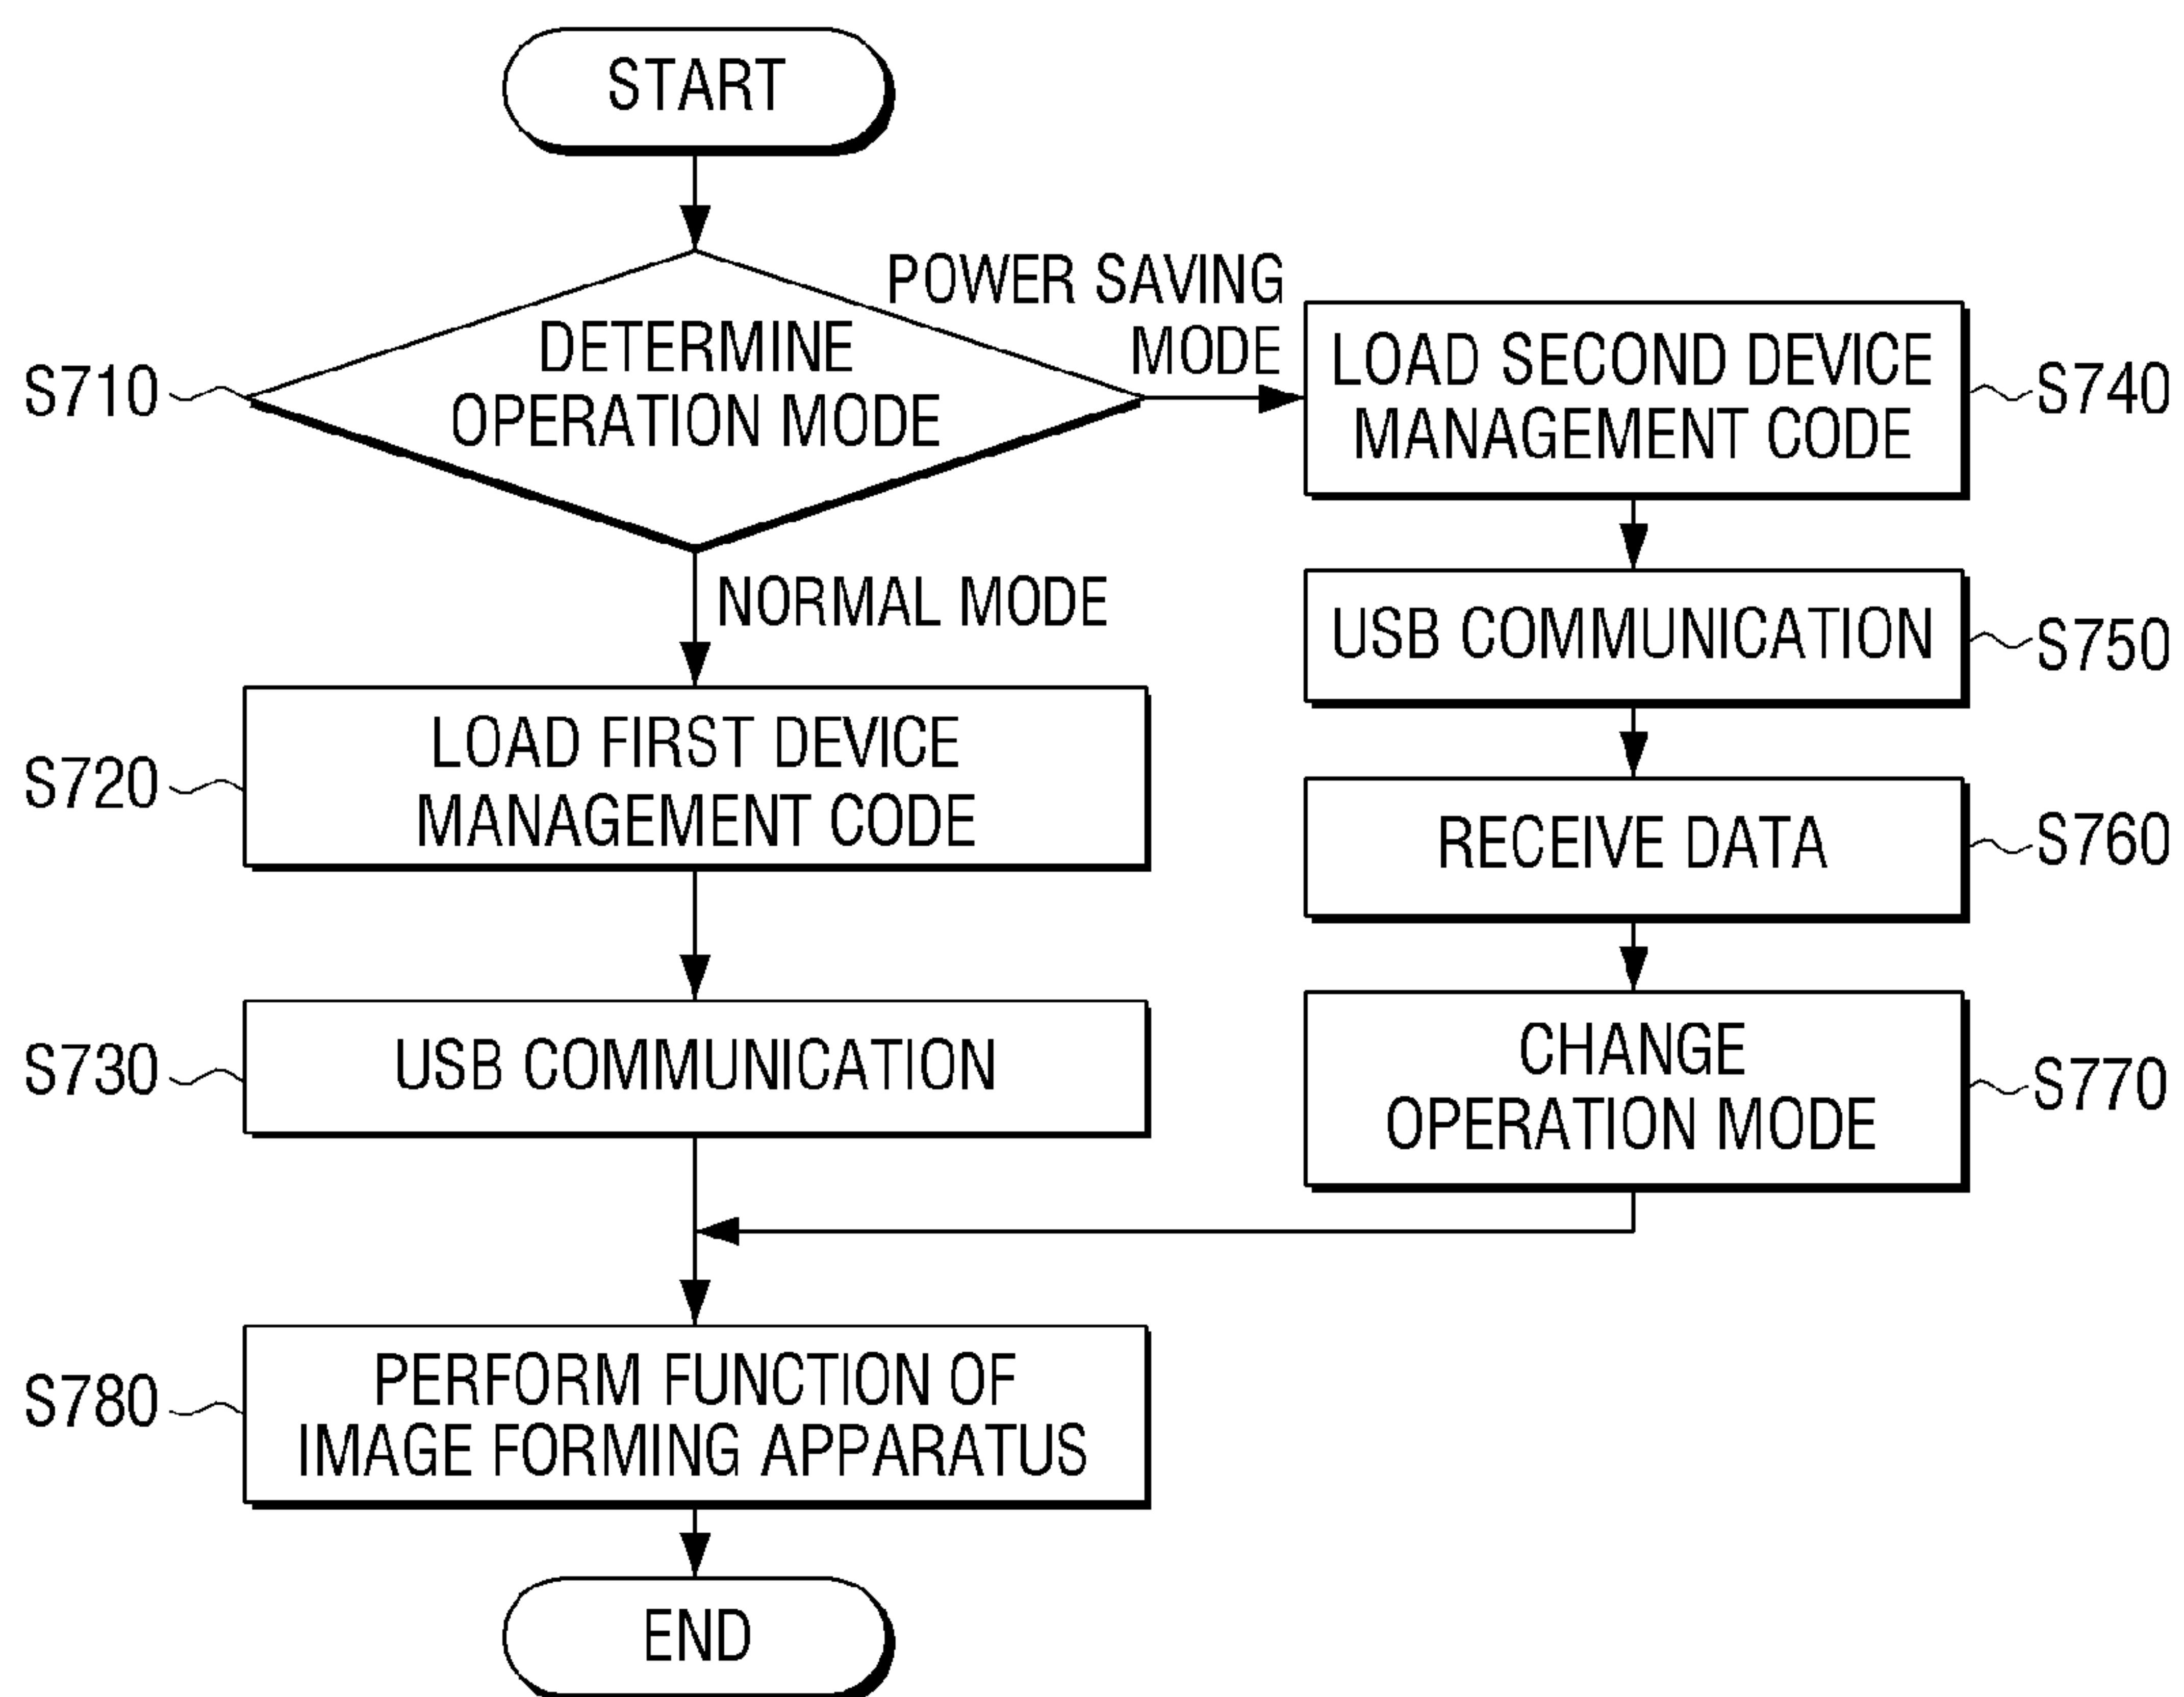 START
S710
DETERMINE
OPERATION MODE
POWER SAVING
MODE
NORMAL MODE
S720
LOAD FIRST DEVICE
MANAGEMENT CODE
S730
USB COMMUNICATION
LOAD SECOND DEVICE
MANAGEMENT CODE
S740
USB COMMUNICATION
S750
RECEIVE DATA
S760
CHANGE
OPERATION MODE
S770
S780
PERFORM FUNCTION OF
IMAGE FORMING APPARATUS
END